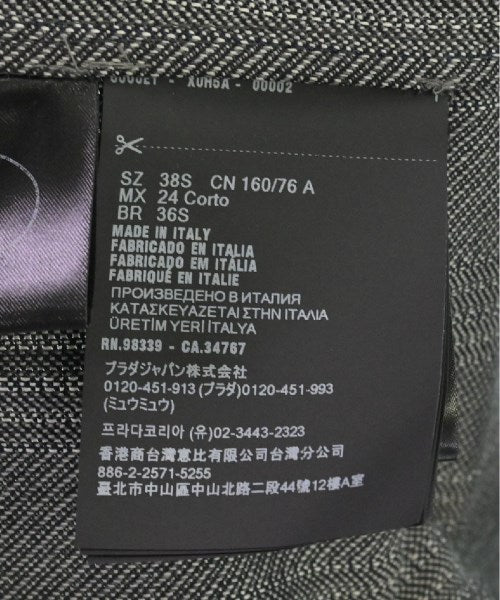 X0H5A - 00002
SZ 38S CN 160/76 A
MX 24 Corto
BR 36S
MADE IN ITALY
FABRICADO EN ITALIA
FABRICADO EM ITÁLIA
FABRIQUÉ EN ITALIE
ПРОИЗВЕДЕНО В ИТАЛИЯ
ΚΑΤΑΣΚΕΥΑΖΕΤΑΙ ΣΤΗΝ ΙΤΑΛΙΑ
ÜRETİM YERİ İTALYA
RN.98339 - CA.34767
プラダジャパン株式会社
0120-451-913 (プラダ)0120-451-993
(ミュウミュウ)
프라다코리아 (유)02-3443-2323
香港商台灣惠比有限公司台灣分公司
886-2-2571-5255
臺北市中山區中山北路二段44號12樓A室